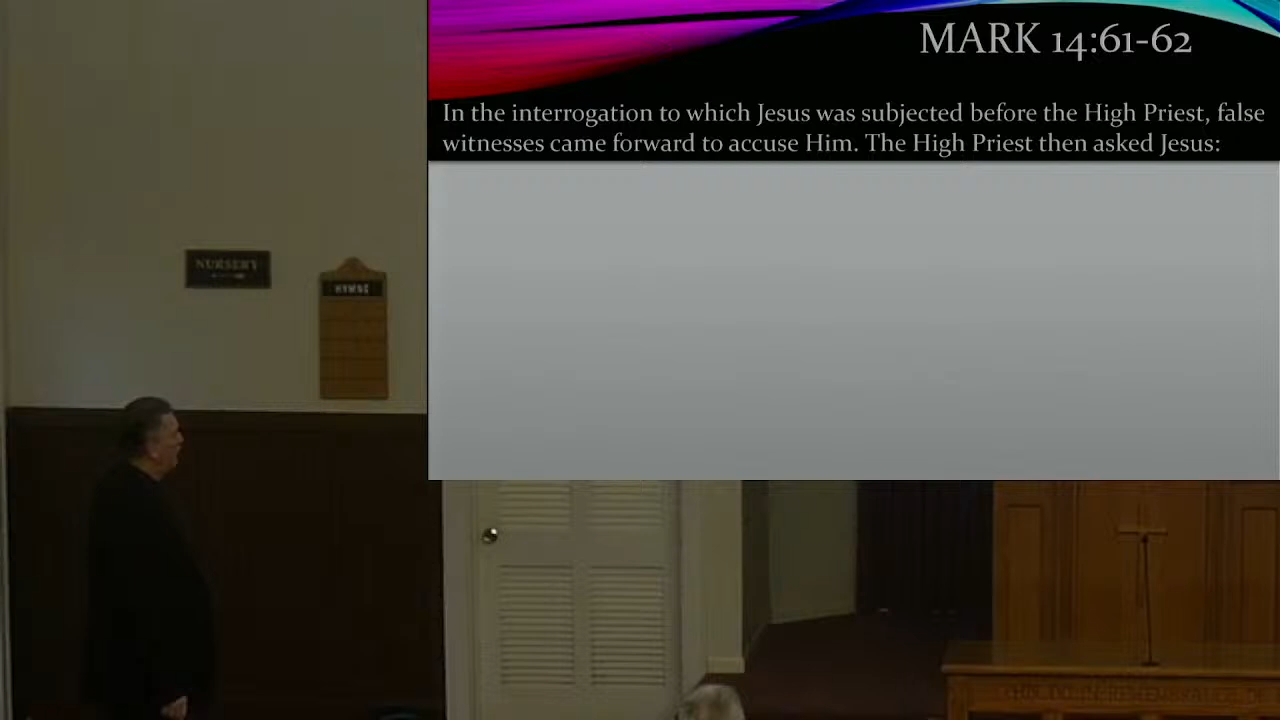 MARK 14:61-62
In the interrogation to which Jesus was subjected before the High Priest, false
witnesses came forward to accuse Him. The High Priest then asked Jesus:
NURSERY
HYMNS